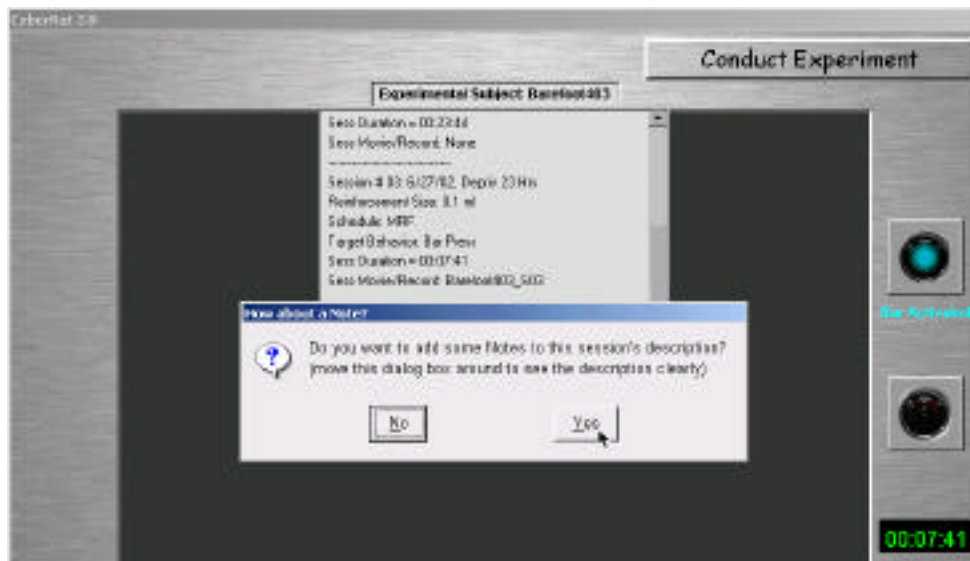 CyberRat 2.0
Conduct Experiment
Experimental Subject: Barefoot403
Sess Duration = 00:23:44
Sess Movie/Record: None
--------------------
Session # 03: 6/27/02, Depriv 23 Hrs
Reinforcement Size: 0.1 ml
Schedule:
Target Behavior: Bar Press
Sess Duration = 00:07:41
Sess Movie/Record:
How about a Note?
Do you want to add some Notes to this session's description?
(move this dialog box around to see the description clearly)
No
Yes
Bar Activated
00:07:41